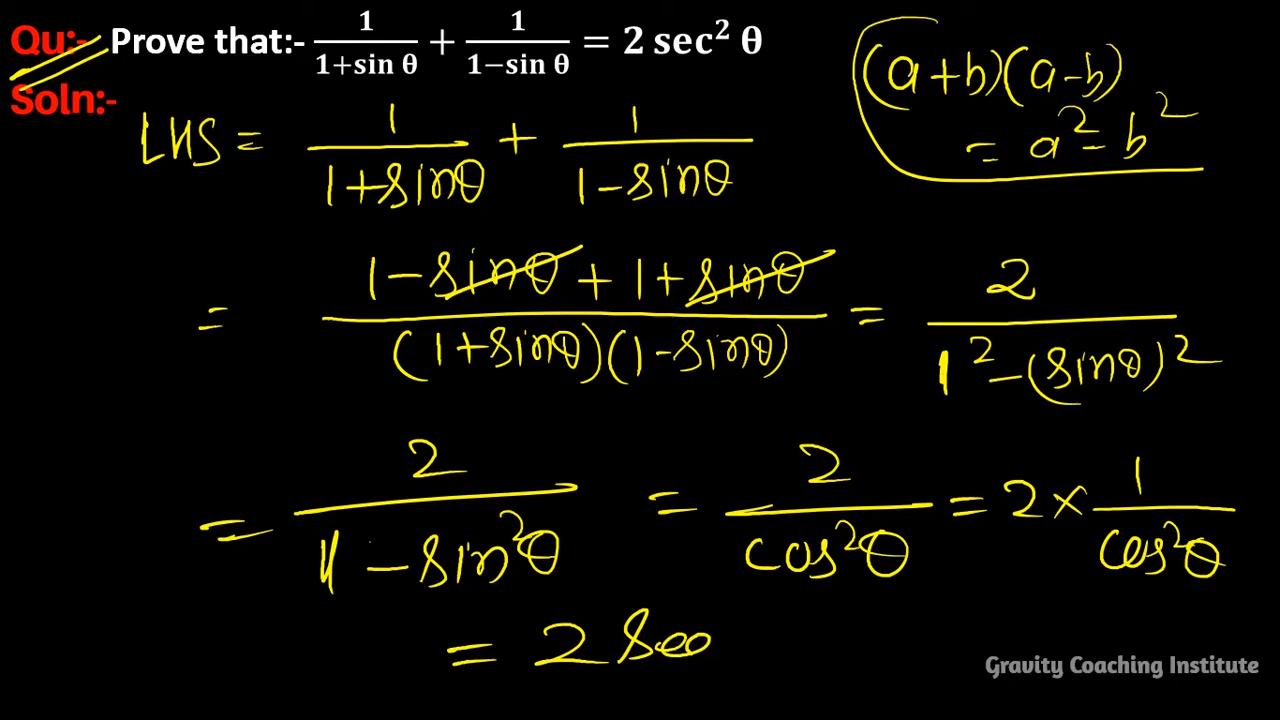 Qu:- Prove that:- 1/(1+sin θ) + 1/(1−sin θ) = 2 sec² θ
(a+b)(a-b)
= a² - b²
Soln:-
LHS = 1/(1+sinθ) + 1/(1-sinθ)
= (1-sinθ + 1+sinθ)/((1+sinθ)(1-sinθ)) = 2/(1² - (sinθ)²)
= 2/(1 - sin²θ) = 2/cos²θ = 2 × 1/cos²θ
= 2 sec
Gravity Coaching Institute